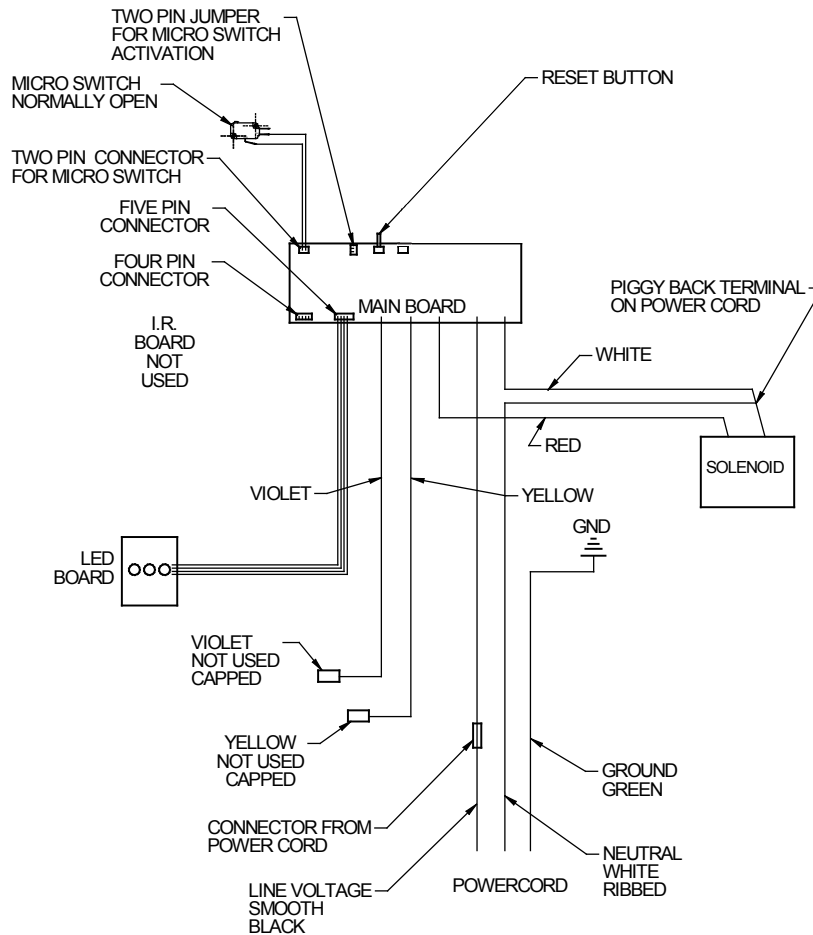 TWO PIN JUMPER
FOR MICRO SWITCH
ACTIVATION
MICRO SWITCH
NORMALLY OPEN
RESET BUTTON
TWO PIN CONNECTOR
FOR MICRO SWITCH
FIVE PIN
CONNECTOR
FOUR PIN
CONNECTOR
MAIN BOARD
PIGGY BACK TERMINAL
ON POWER CORD
I.R.
BOARD
NOT
USED
WHITE
RED
SOLENOID
VIOLET
YELLOW
GND
LED
BOARD
VIOLET
NOT USED
CAPPED
YELLOW
NOT USED
CAPPED
GROUND
GREEN
CONNECTOR FROM
POWER CORD
NEUTRAL
WHITE
RIBBED
LINE VOLTAGE
SMOOTH
BLACK
POWERCORD